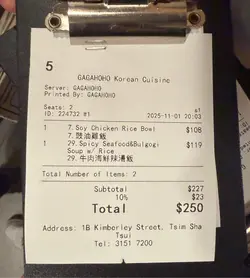 5
GAGAHOHO Korean Cuisine
Server: GAGAHOHO
Printed By: GAGAHOHO
Seats: 2 sf
ID: 224732 #1 2025-11-01 20:03
1 7.Soy Chicken Rice Bowl $108
7.豉油雞飯
1 29.Spicy Seafood&Bulgogi $119
Soup w/ Rice
29.牛肉海鮮辣湯飯
Total Number of Items: 2
Subtotal $227
10% $23
Total $250
Address: 1B Kimberley Street, Tsim Sha
Tsui
Tel: 3151 7200